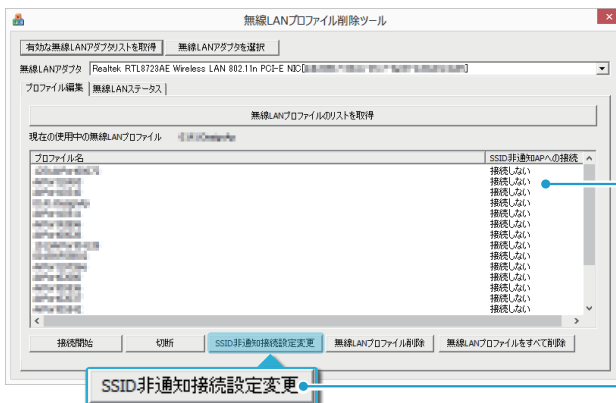 無線LANプロファイル削除ツール
有効な無線LANアダプタリストを取得 無線LANアダプタを選択
無線LANアダプタ Realtek RTL8723AE Wireless LAN 802.11n PCI-E NIC
プロファイル編集 無線LANステータス
無線LANプロファイルのリストを取得
現在の使用中の無線LANプロファイル
プロファイル名 SSID非通知APへの接続
接続しない
接続しない
接続しない
接続しない
接続しない
接続しない
接続しない
接続しない
接続しない
接続しない
接続しない
接続しない
接続しない
接続しない
接続開始 切断 SSID非通知接続設定変更 無線LANプロファイル削除 無線LANプロファイルをすべて削除
SSID非通知接続設定変更